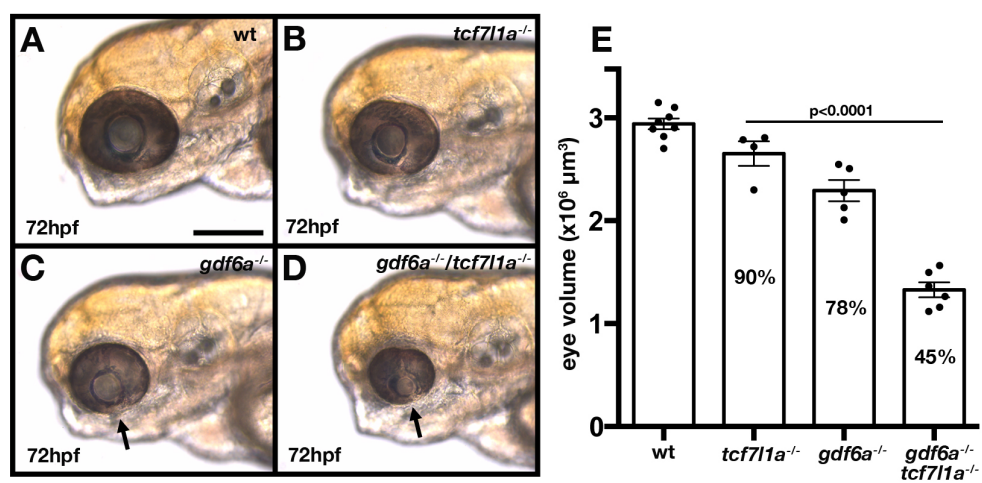 A
wt
72hpf
B
tcf7l1a-/-
72hpf
C
gdf6a-/-
72hpf
D
gdf6a-/-/tcf7l1a-/-
72hpf
E
eye volume (x10⁶ μm³)
3
2
1
0
p<0.0001
90%
78%
45%
wt
tcf7l1a-/-
gdf6a-/-
gdf6a-/-
tcf7l1a-/-